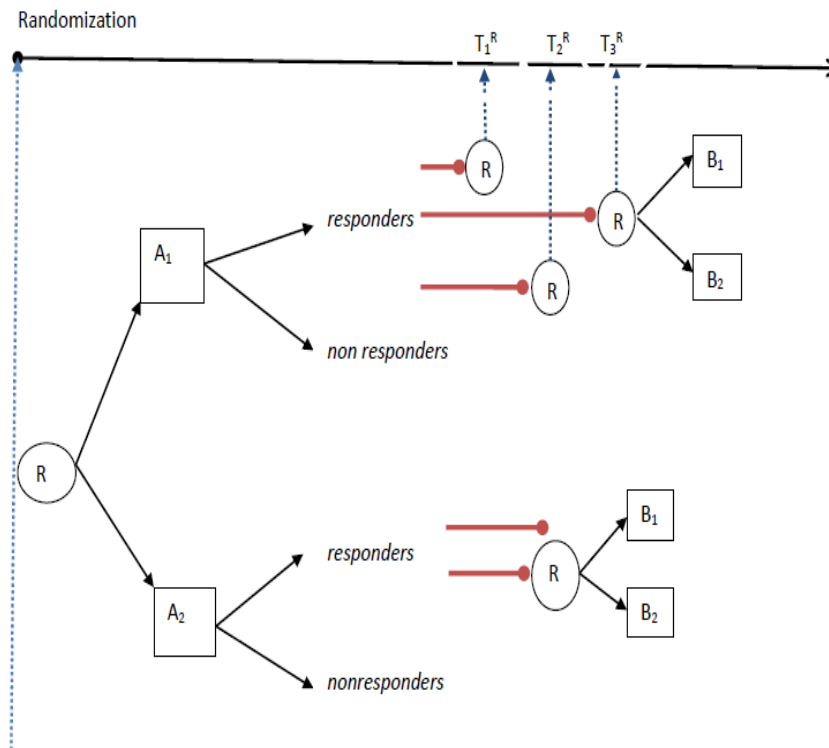 Randomization
T₁ᴿ T₂ᴿ T₃ᴿ
R
B₁
responders
R
A₁
R
B₂
non responders
R
B₁
responders
R
A₂
B₂
nonresponders